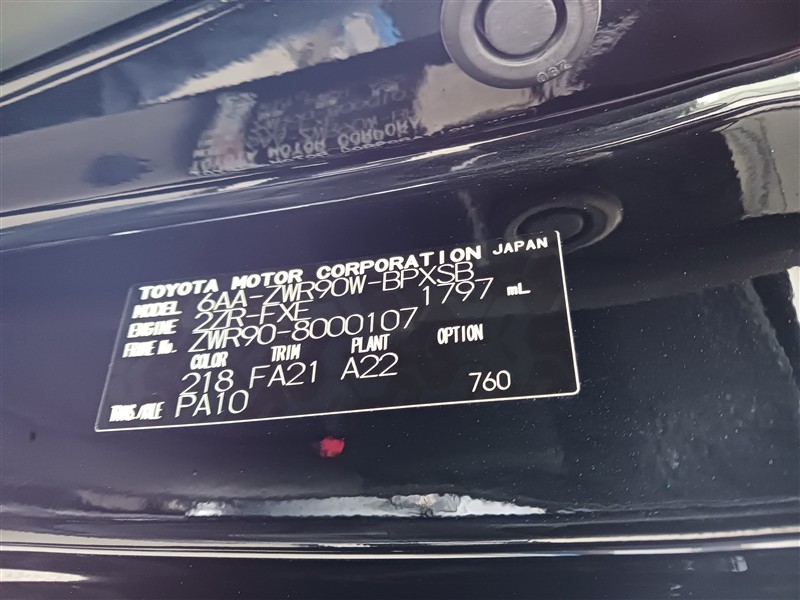 TOYOTA MOTOR CORPORATION JAPAN
MODEL 6AA-ZWR90W-BPXSB
ENGINE 2ZR-FXE 1797 mL
FRAME No. ZWR90-8000107
COLOR TRIM PLANT OPTION
218 FA21 A22
TRANS/AXLE PA10 760